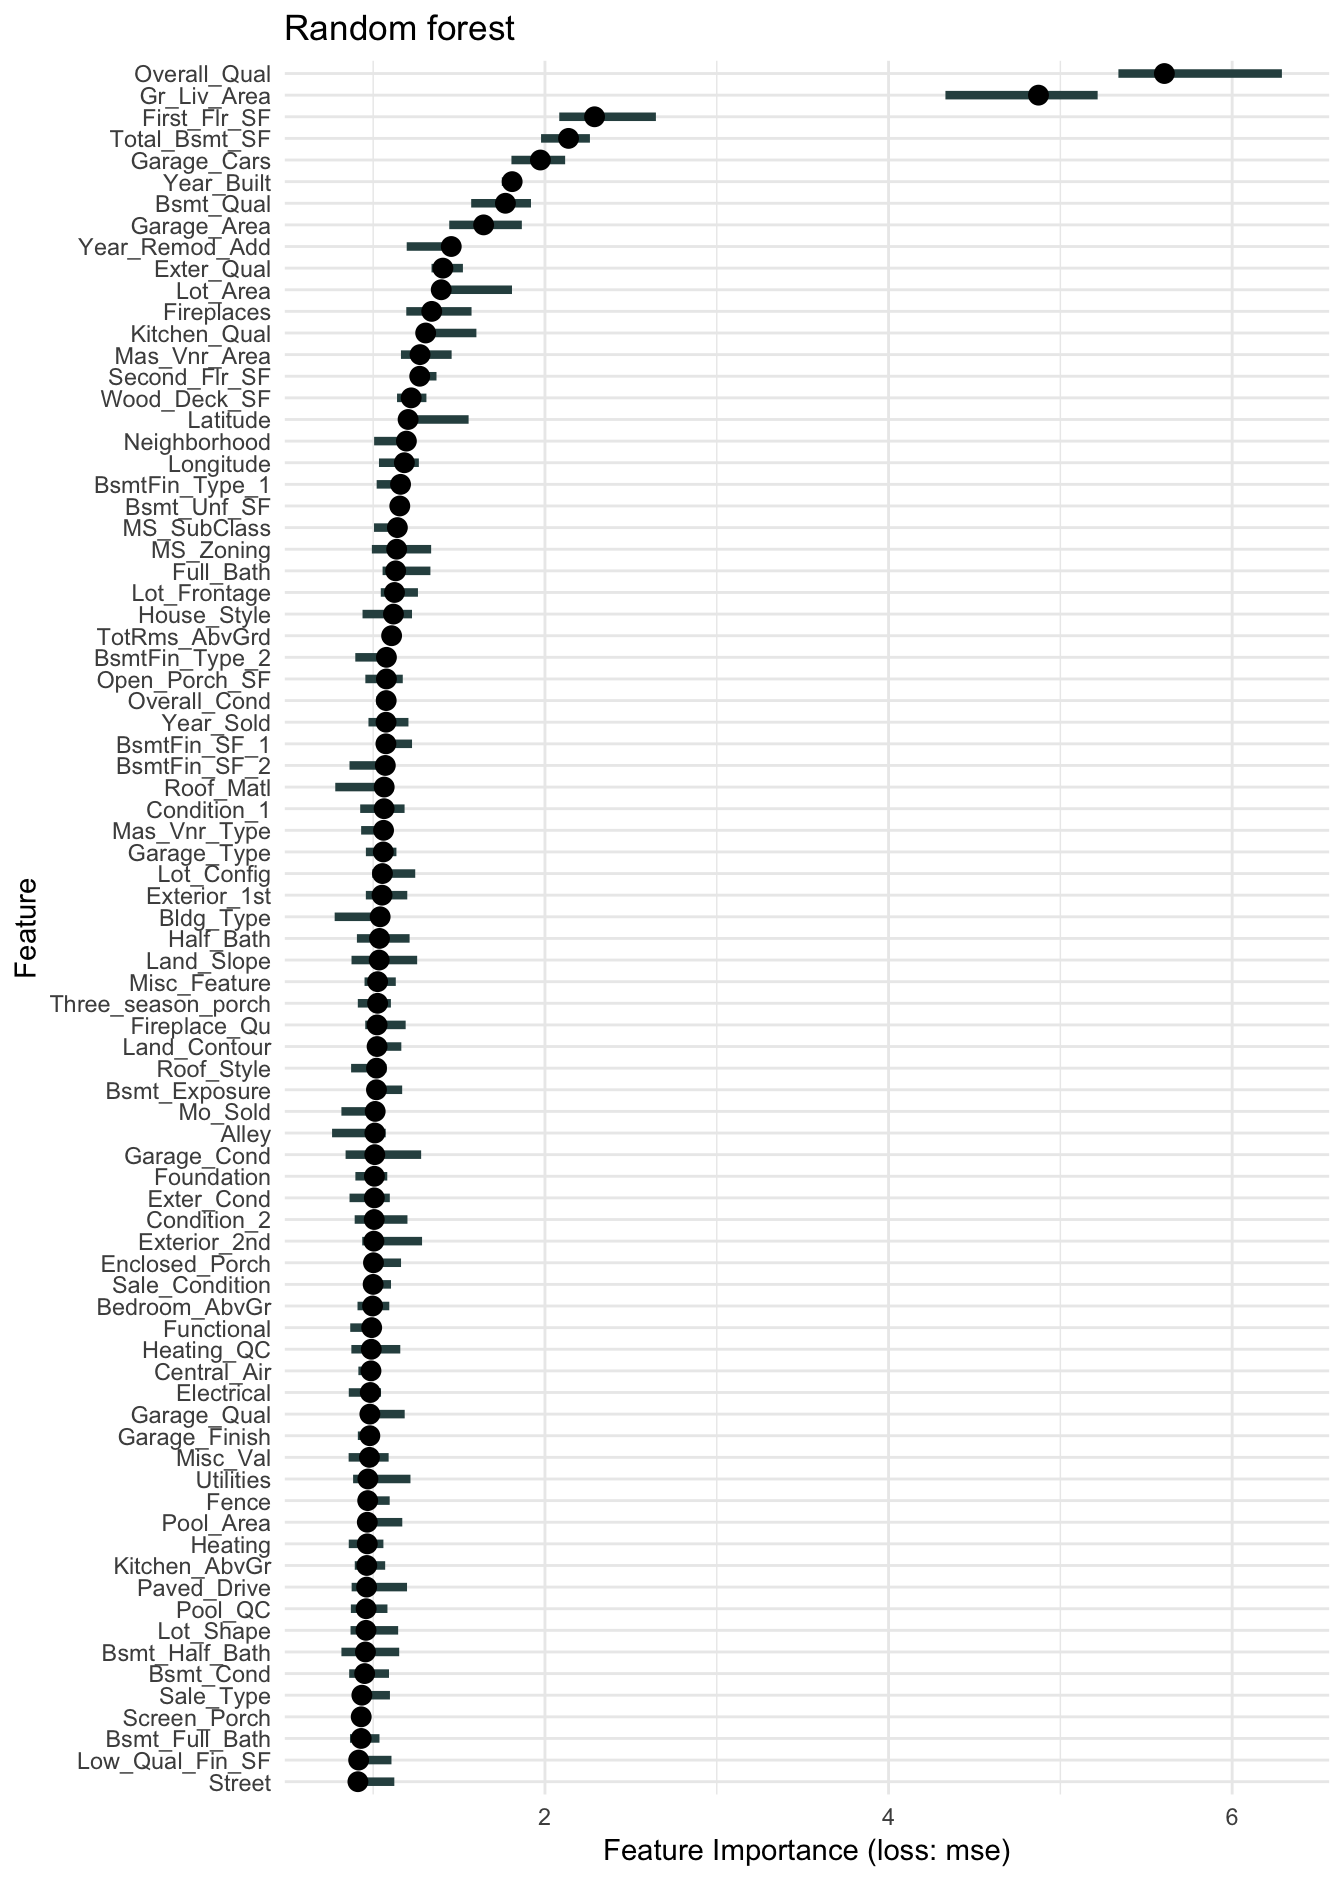 Random forest
Overall_Qual
Gr_Liv_Area
First_Flr_SF
Total_Bsmt_SF
Garage_Cars
Year_Built
Bsmt_Qual
Garage_Area
Year_Remod_Add
Exter_Qual
Lot_Area
Fireplaces
Kitchen_Qual
Mas_Vnr_Area
Second_Flr_SF
Wood_Deck_SF
Latitude
Neighborhood
Longitude
BsmtFin_Type_1
Bsmt_Unf_SF
MS_SubClass
MS_Zoning
Full_Bath
Lot_Frontage
House_Style
TotRms_AbvGrd
BsmtFin_Type_2
Open_Porch_SF
Overall_Cond
Year_Sold
BsmtFin_SF_1
BsmtFin_SF_2
Roof_Matl
Condition_1
Mas_Vnr_Type
Garage_Type
Lot_Config
Exterior_1st
Bldg_Type
Half_Bath
Land_Slope
Misc_Feature
Three_season_porch
Fireplace_Qu
Land_Contour
Roof_Style
Bsmt_Exposure
Mo_Sold
Alley
Garage_Cond
Foundation
Exter_Cond
Condition_2
Exterior_2nd
Enclosed_Porch
Sale_Condition
Bedroom_AbvGr
Functional
Heating_QC
Central_Air
Electrical
Garage_Qual
Garage_Finish
Misc_Val
Utilities
Fence
Pool_Area
Heating
Kitchen_AbvGr
Paved_Drive
Pool_QC
Lot_Shape
Bsmt_Half_Bath
Bsmt_Cond
Sale_Type
Screen_Porch
Bsmt_Full_Bath
Low_Qual_Fin_SF
Street
Feature
2 4 6
Feature Importance (loss: mse)